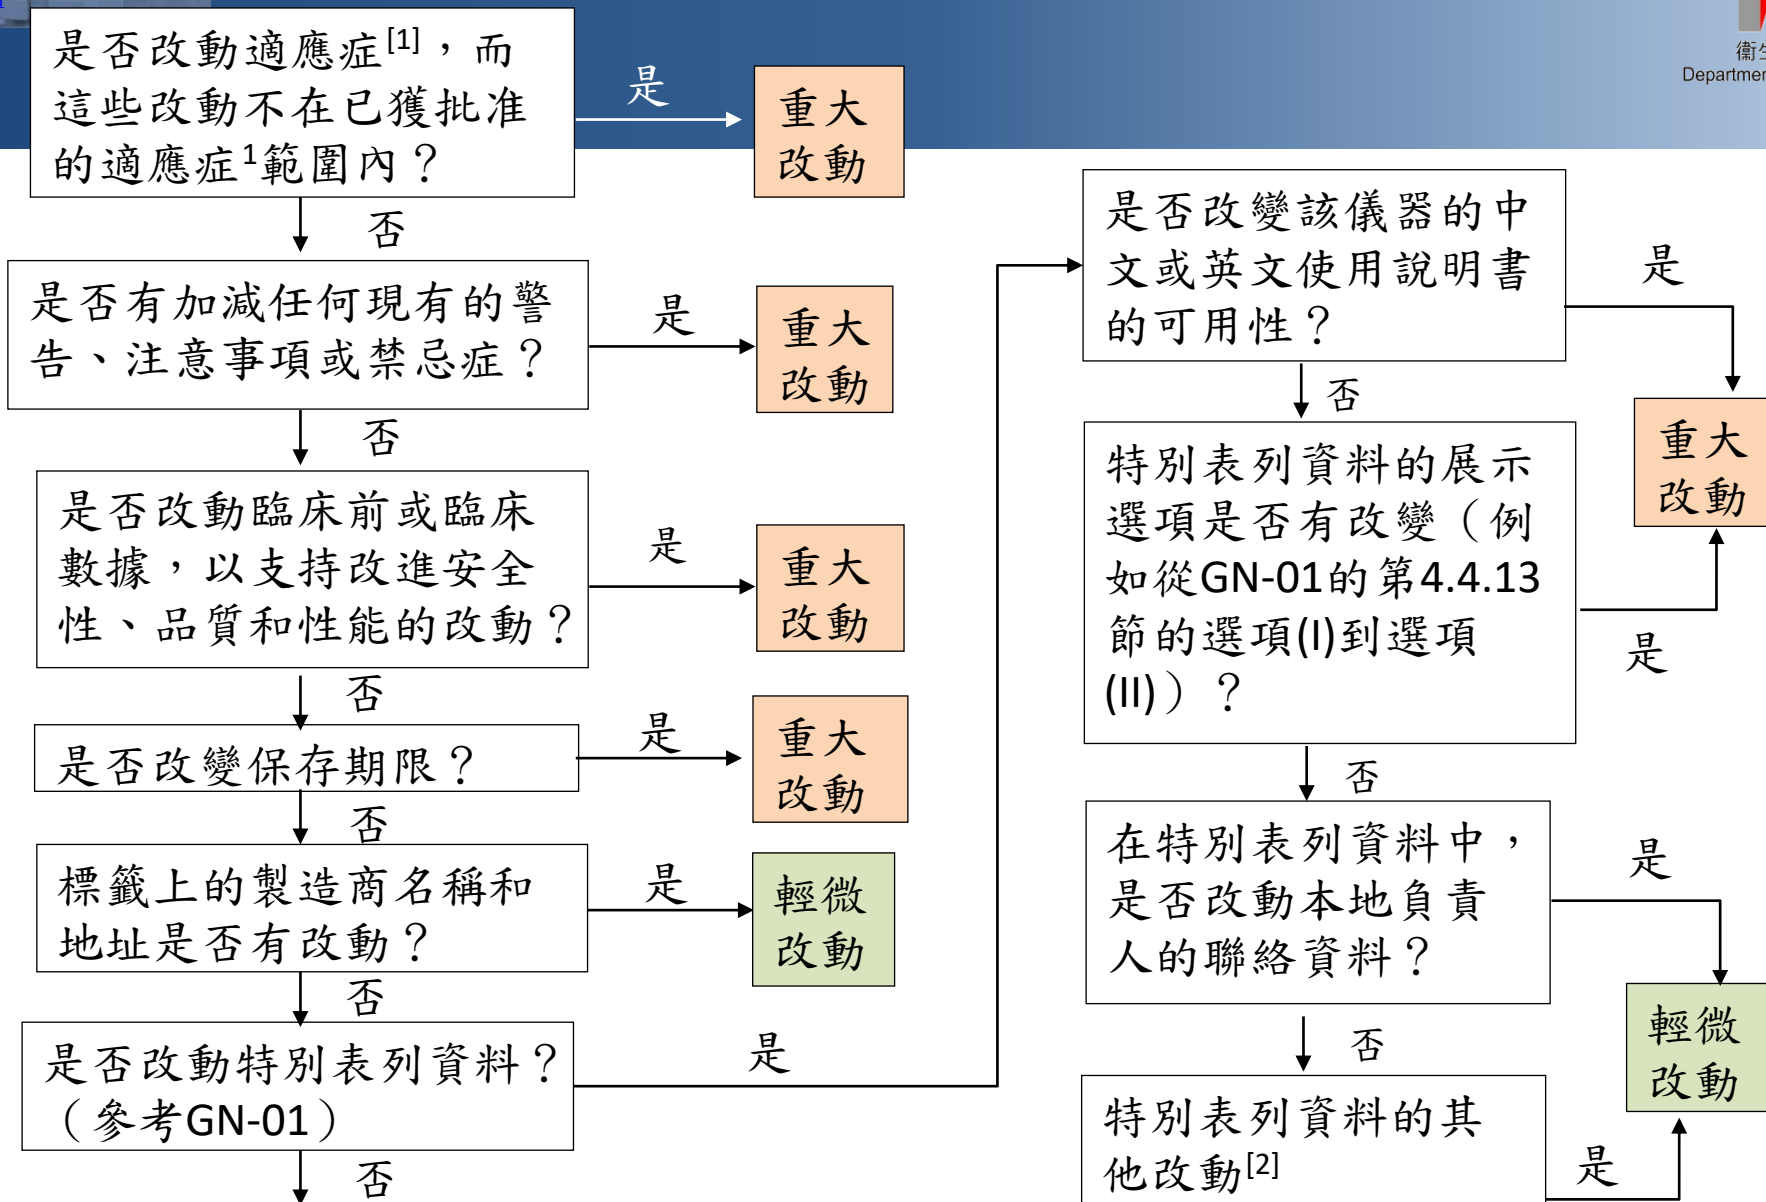 衞生
Departmen
是否改動適應症[1]，而
這些改動不在已獲批准
的適應症1範圍內？
是
重大
改動
否
是否有加減任何現有的警
告、注意事項或禁忌症？
是
重大
改動
否
是否改動臨床前或臨床
數據，以支持改進安全
性、品質和性能的改動？
是
重大
改動
否
是否改變保存期限？
是
重大
改動
否
標籤上的製造商名稱和
地址是否有改動？
是
輕微
改動
否
是否改動特別表列資料？
（參考GN-01）
是
否
是否改變該儀器的中
文或英文使用說明書
的可用性？
是
否
重大
改動
特別表列資料的展示
選項是否有改變（例
如從GN-01的第4.4.13
節的選項(I)到選項
(II)）？
是
否
在特別表列資料中，
是否改動本地負責
人的聯絡資料？
是
否
輕微
改動
特別表列資料的其
他改動[2]
是